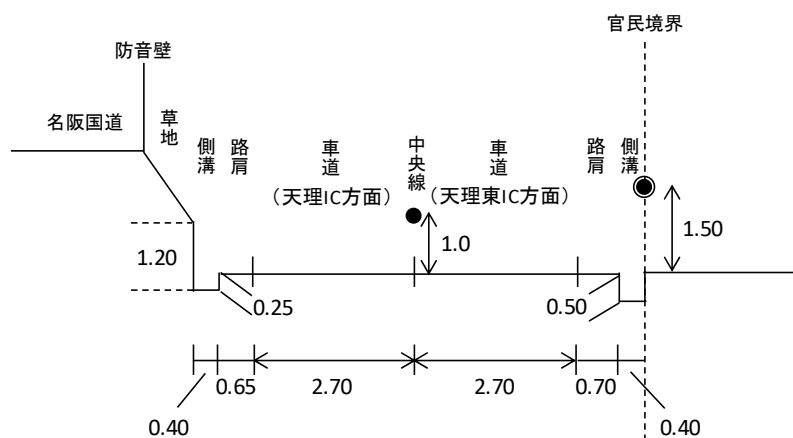 官民境界
防音壁
名阪国道
草地
側溝
路肩
車道
(天理IC方面)
中央線
車道
(天理東IC方面)
路肩
側溝
1.20
1.0
1.50
0.25
0.50
0.65
2.70
2.70
0.70
0.40
0.40